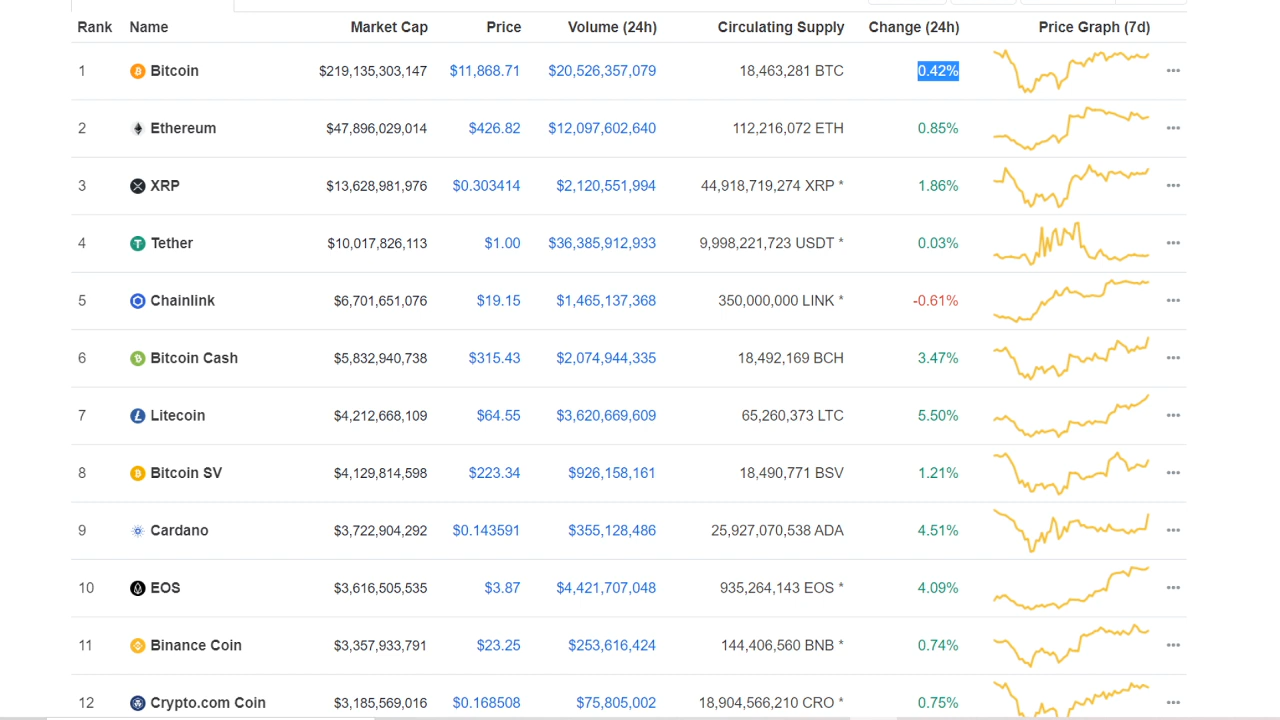 Rank Name Market Cap Price Volume (24h) Circulating Supply Change (24h) Price Graph (7d)
1 Bitcoin $219,135,303,147 $11,868.71 $20,526,357,079 18,463,281 BTC 0.42%
2 Ethereum $47,896,029,014 $426.82 $12,097,602,640 112,216,072 ETH 0.85%
3 XRP $13,628,981,976 $0.303414 $2,120,551,994 44,918,719,274 XRP * 1.86%
4 Tether $10,017,826,113 $1.00 $36,385,912,933 9,998,221,723 USDT * 0.03%
5 Chainlink $6,701,651,076 $19.15 $1,465,137,368 350,000,000 LINK * -0.61%
6 Bitcoin Cash $5,832,940,738 $315.43 $2,074,944,335 18,492,169 BCH 3.47%
7 Litecoin $4,212,668,109 $64.55 $3,620,669,609 65,260,373 LTC 5.50%
8 Bitcoin SV $4,129,814,598 $223.34 $926,158,161 18,490,771 BSV 1.21%
9 Cardano $3,722,904,292 $0.143591 $355,128,486 25,927,070,538 ADA 4.51%
10 EOS $3,616,505,535 $3.87 $4,421,707,048 935,264,143 EOS * 4.09%
11 Binance Coin $3,357,933,791 $23.25 $253,616,424 144,406,560 BNB * 0.74%
12 Crypto.com Coin $3,185,569,016 $0.168508 $75,805,002 18,904,566,210 CRO * 0.75%